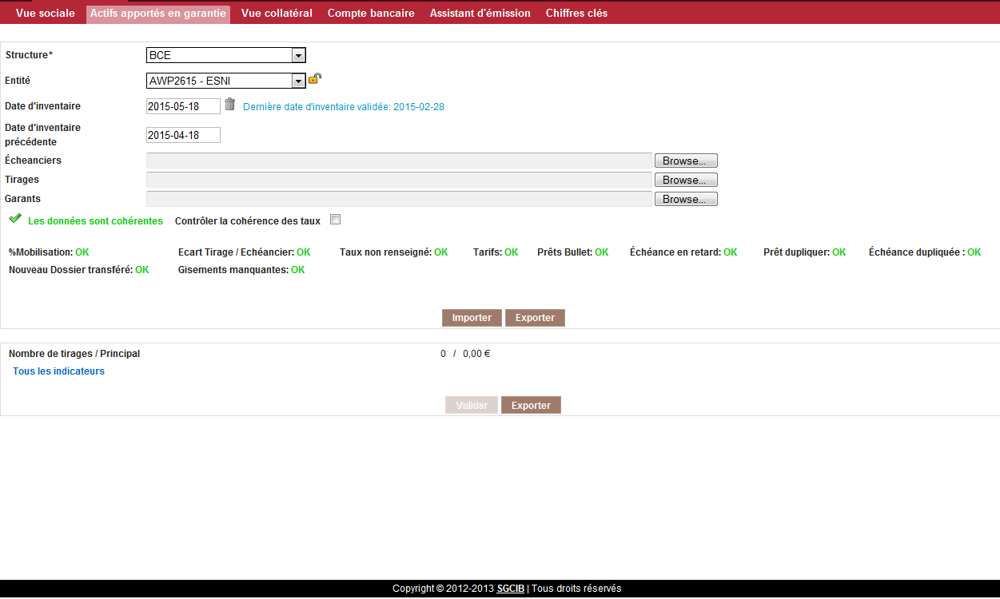 Vue sociale Actifs apportés en garantie Vue collatéral Compte bancaire Assistant d'émission Chiffres clés
Structure* BCE
Entité AWP2615 - ESNI
Date d'inventaire 2015-05-18 Dernière date d'inventaire validée: 2015-02-28
Date d'inventaire
précédente 2015-04-18
Écheanciers Browse...
Tirages Browse...
Garants Browse...
Les données sont cohérentes Contrôler la cohérence des taux
%Mobilisation: OK Ecart Tirage / Echéancier: OK Taux non renseigné: OK Tarifs: OK Prêts Bullet: OK Échéance en retard: OK Prêt dupliquer: OK Échéance dupliquée : OK
Nouveau Dossier transféré: OK Gisements manquantes: OK
Importer Exporter
Nombre de tirages / Principal 0 / 0,00 €
Tous les indicateurs
Valider Exporter
Copyright © 2012-2013 SGCIB | Tous droits réservés